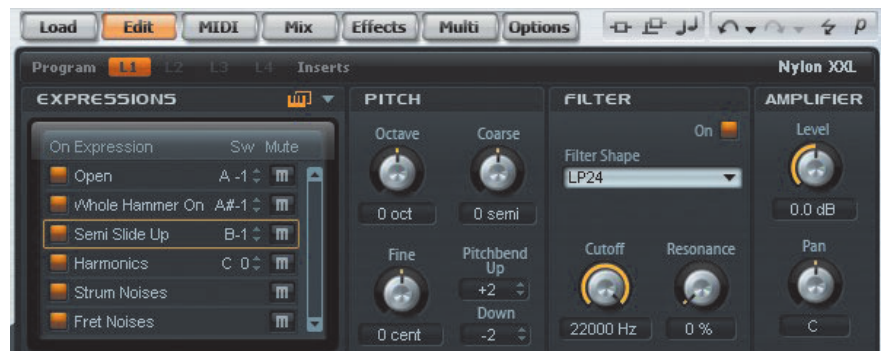 Load Edit MIDI Mix Effects Multi Options
Program L1 L2 L3 L4 Inserts Nylon XXL
EXPRESSIONS
On Expression Sw Mute
Open A -1 m
Whole Hammer On A#-1 m
Semi Slide Up B-1 m
Harmonics C 0 m
Strum Noises m
Fret Noises m
PITCH
Octave Coarse
0 oct 0 semi
Fine Pitchbend
Up
+2
Down
0 cent -2
FILTER
On
Filter Shape
LP24
Cutoff Resonance
22000 Hz 0 %
AMPLIFIER
Level
0.0 dB
Pan
C